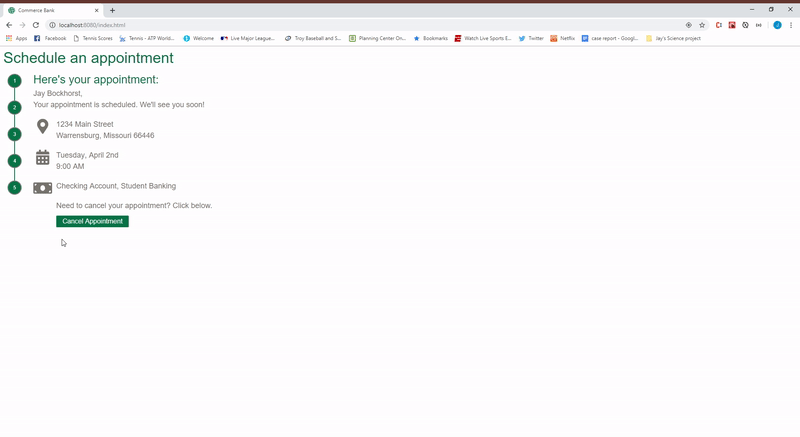 Commerce Bank
localhost:8080/index.html
Apps Facebook Tennis Scores Tennis - ATP World... Welcome Live Major League... Troy Baseball and S... Planning Center On... Bookmarks Watch Live Sports E... Twitter Netflix case report - Googl... Jay's Science project
Schedule an appointment
1 Here's your appointment:
Jay Bockhorst,
2 Your appointment is scheduled. We'll see you soon!
1234 Main Street
3 Warrensburg, Missouri 66446
Tuesday, April 2nd
4 9:00 AM
5 Checking Account, Student Banking
Need to cancel your appointment? Click below.
Cancel Appointment